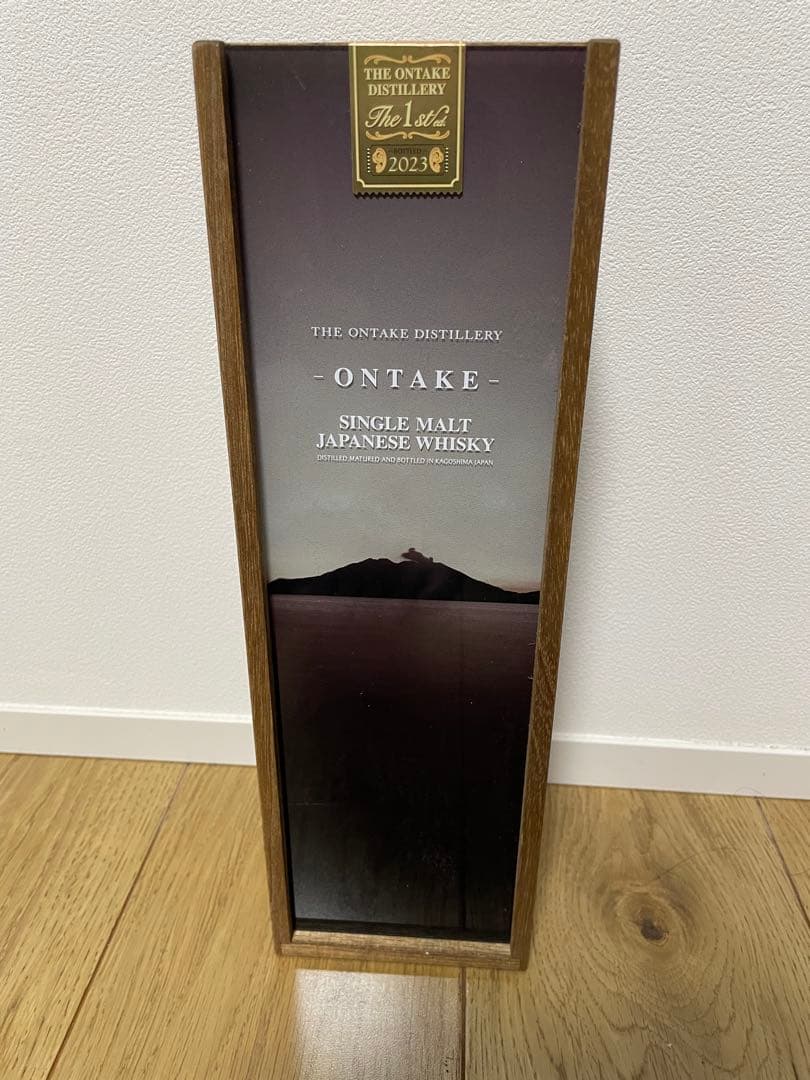 THE ONTAKE
DISTILLERY
The 1st ed.
BOTTLED
2023
THE ONTAKE DISTILLERY
- ONTAKE -
SINGLE MALT
JAPANESE WHISKY
DISTILLED, MATURED AND BOTTLED IN KAGOSHIMA JAPAN